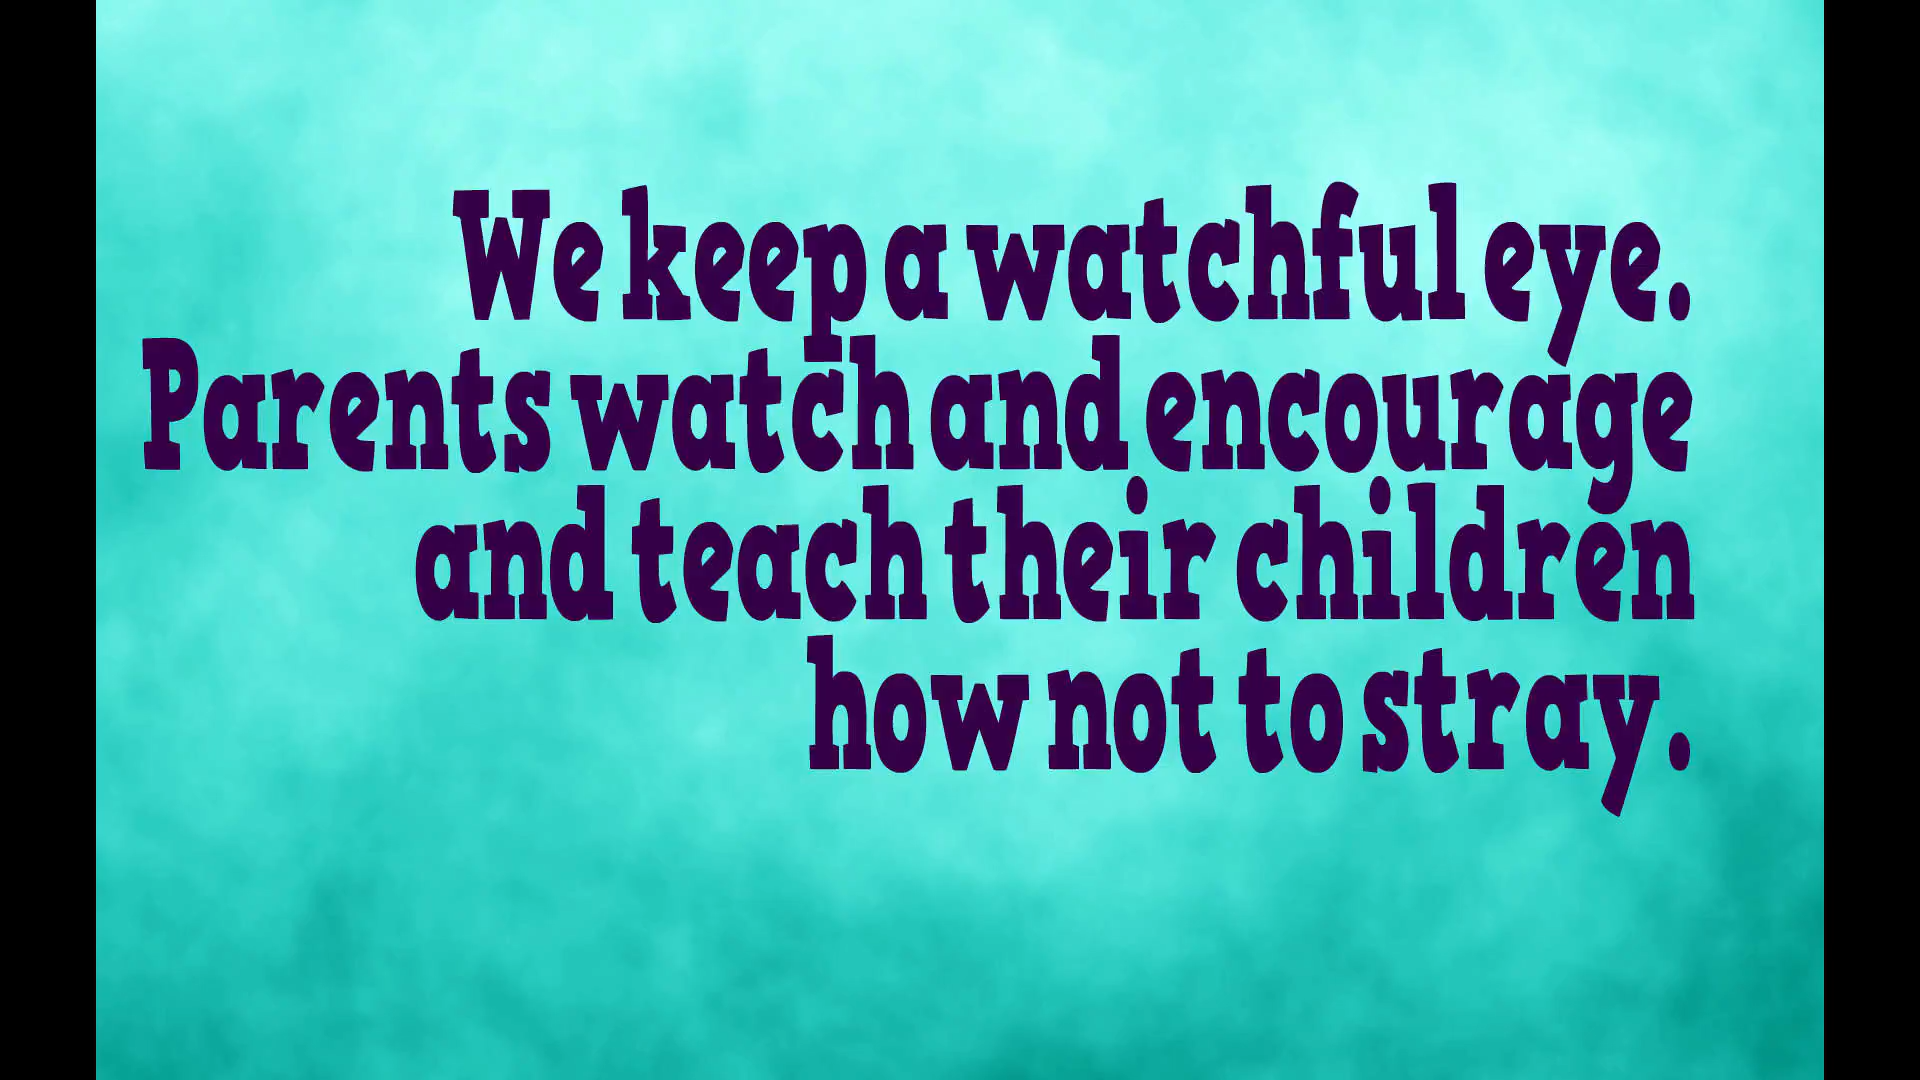 We keep a watchful eye.
Parents watch and encourage
and teach their children
how not to stray.